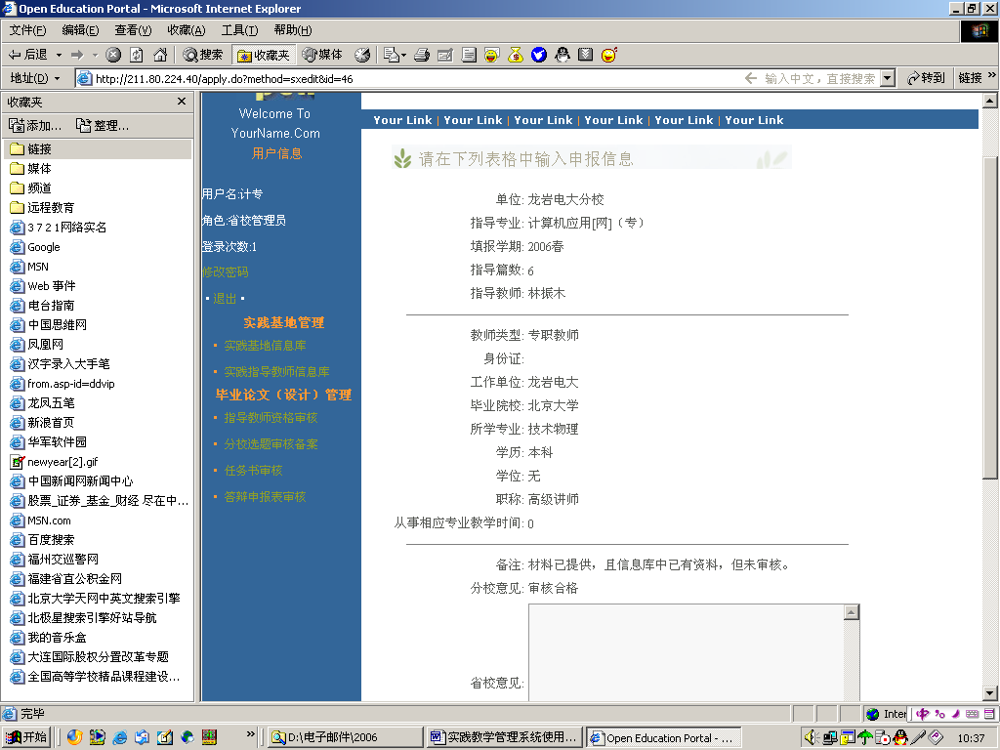 Open Education Portal - Microsoft Internet Explorer
文件(F) 编辑(E) 查看(V) 收藏(A) 工具(T) 帮助(H)
后退 搜索 收藏夹 媒体
地址(D) http://211.80.224.40/apply.do?method=sxedit&id=46 输入中文，直接搜索 转到 链接 »
收藏夹
添加... 整理...
链接
媒体
频道
远程教育
3721网络实名
Google
MSN
Web 事件
电台指南
中国思维网
凤凰网
汉字录入大手笔
from.asp-id=ddvip
龙凤五笔
新浪首页
华军软件园
newyear[2].gif
中国新闻网新闻中心
股票_证券_基金_财经 尽在中...
MSN.com
百度搜索
福州交巡警网
福建省直公积金网
北京大学天网中英文搜索引擎
北极星搜索引擎好站导航
我的音乐盒
大连国际股权分置改革专题
全国高等学校精品课程建设...
Welcome To
YourName.Com
用户信息
用户名:计专
角色:省校管理员
登录次数:1
修改密码
• 退出 •
实践基地管理
• 实践基地信息库
• 实践指导教师信息库
毕业论文（设计）管理
• 指导教师资格审核
• 分校选题审核备案
• 任务书审核
• 答辩申报表审核
Your Link | Your Link | Your Link | Your Link | Your Link | Your Link
请在下列表格中输入申报信息
单位: 龙岩电大分校
指导专业: 计算机应用[网]（专）
填报学期: 2006春
指导篇数: 6
指导教师: 林振木
教师类型: 专职教师
身份证:
工作单位: 龙岩电大
毕业院校: 北京大学
所学专业: 技术物理
学历: 本科
学位: 无
职称: 高级讲师
从事相应专业教学时间: 0
备注: 材料已提供，且信息库中已有资料，但未审核。
分校意见: 审核合格
省校意见:
完毕 Inter 中
开始 » D:\电子邮件\2006 实践教学管理系统使用... Open Education Portal - ... 10:37